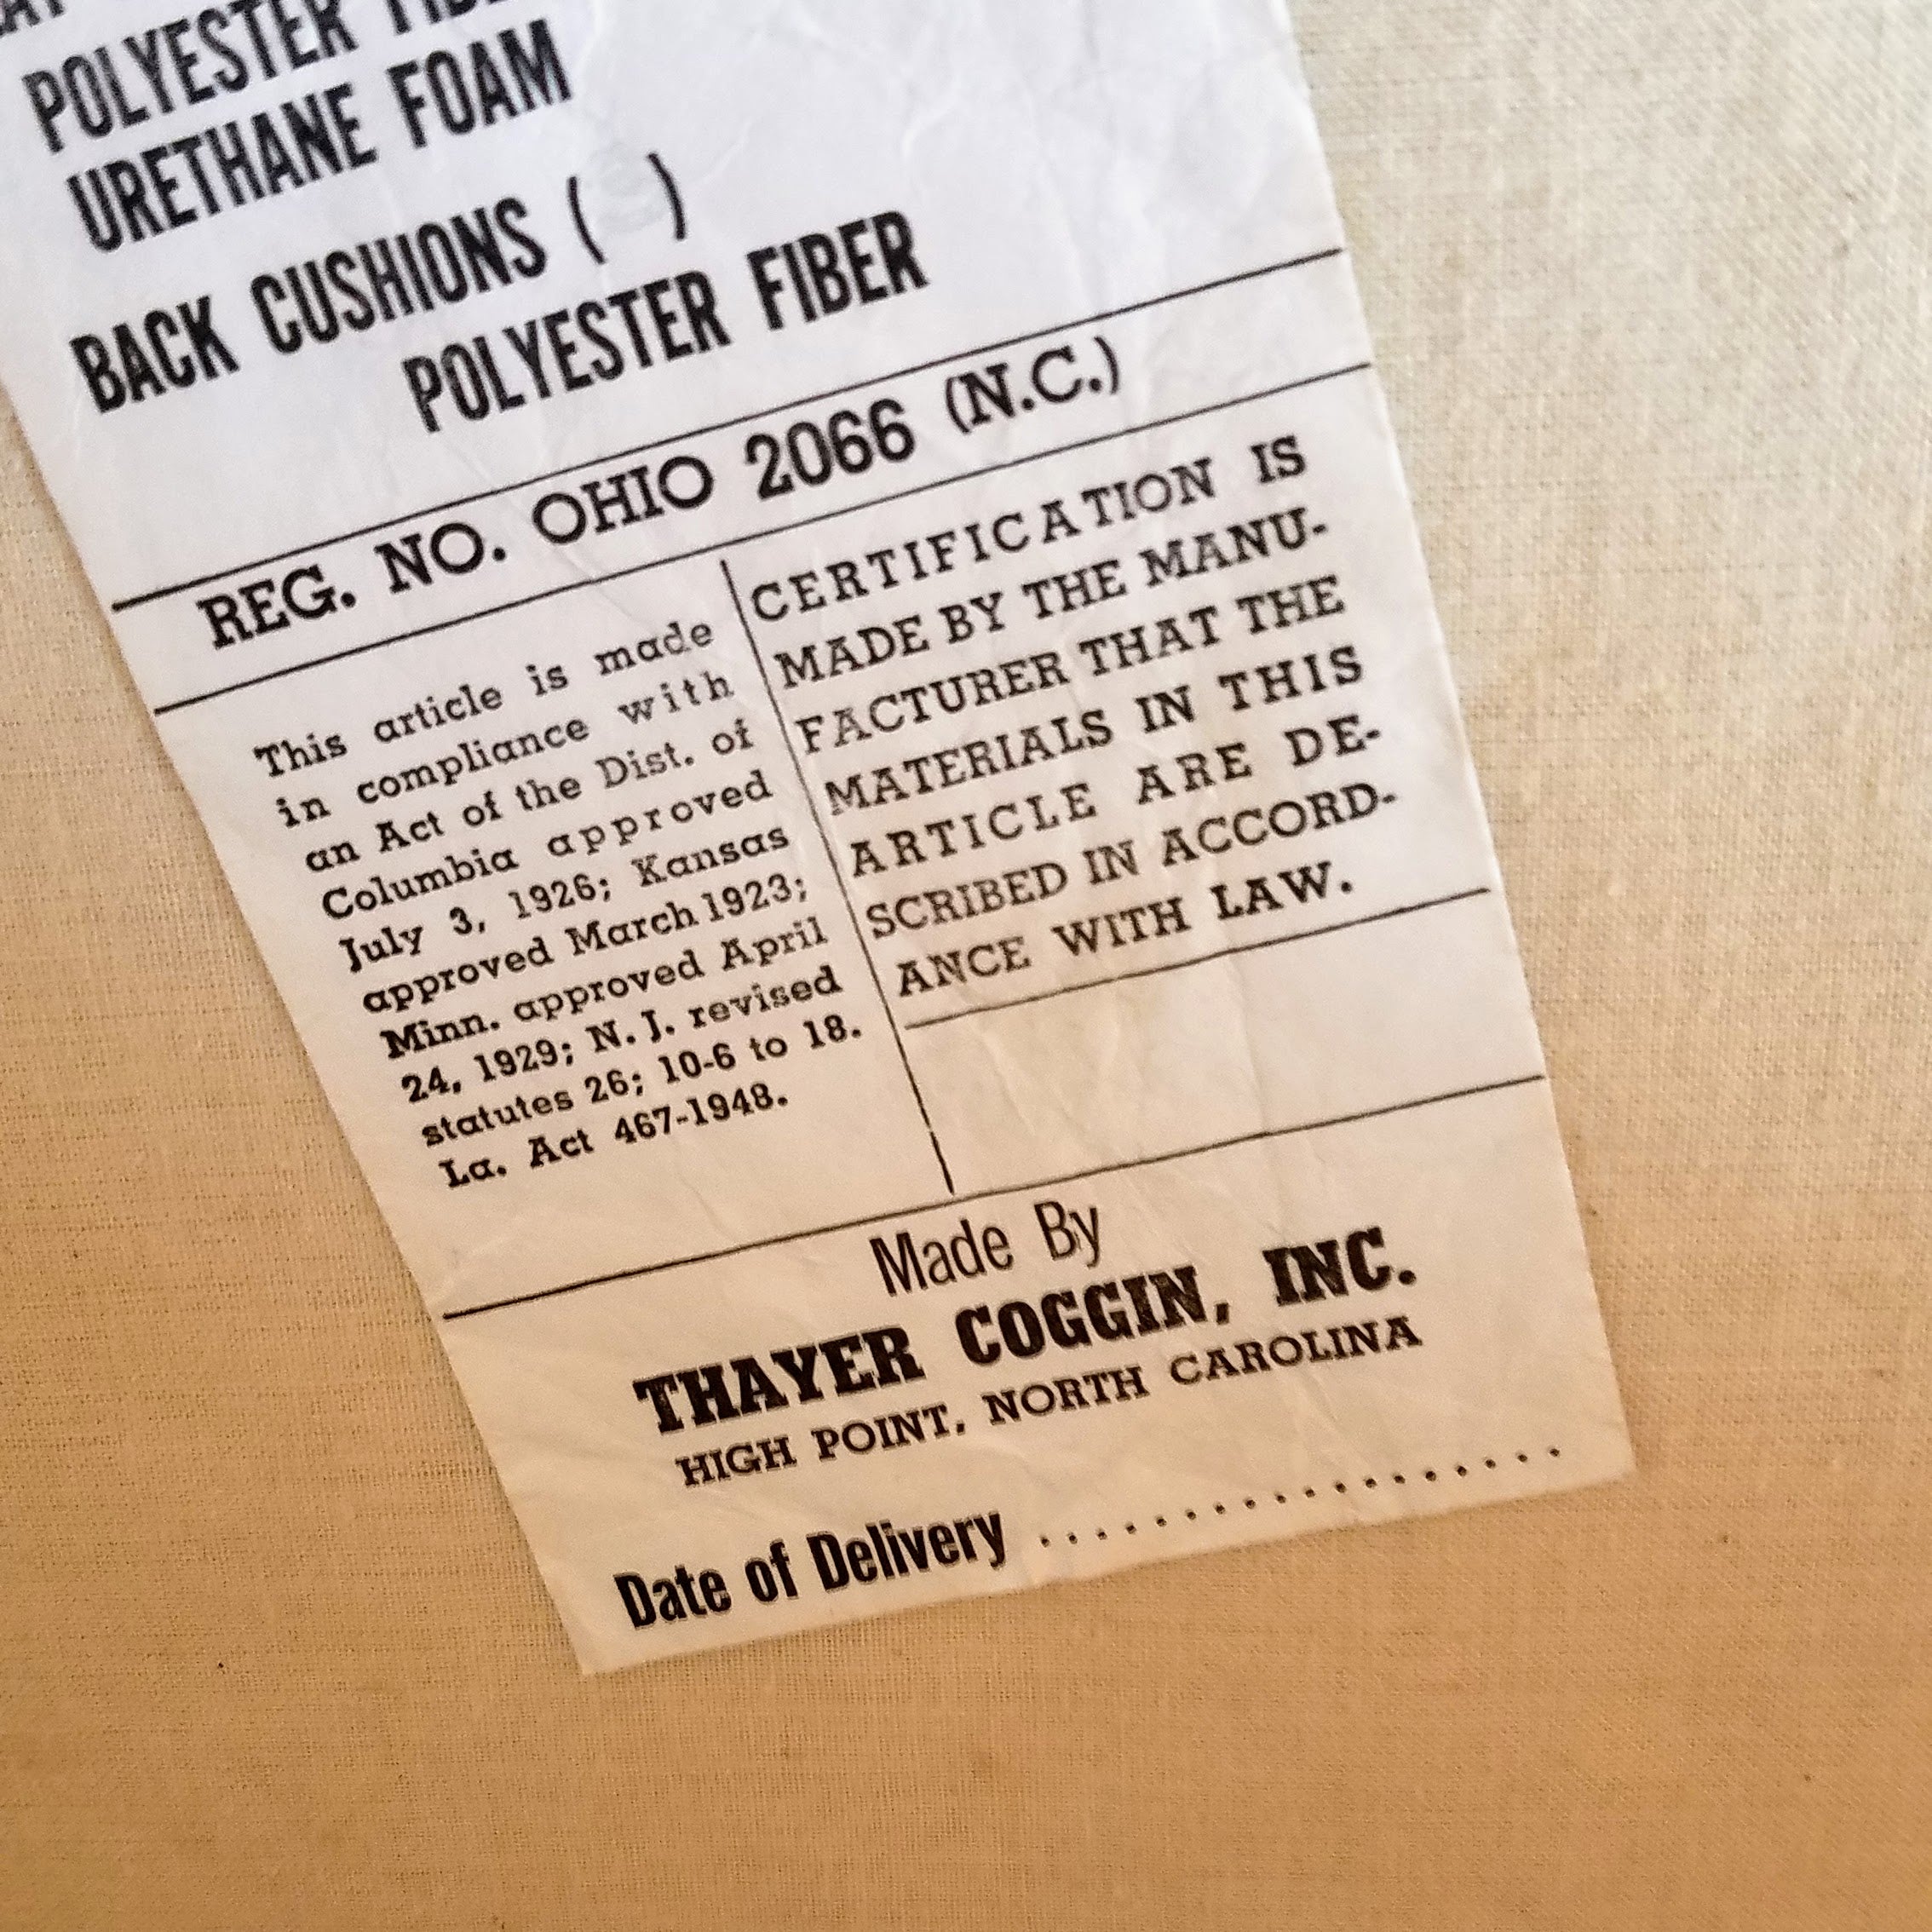 POLYESTER
URETHANE FOAM
BACK CUSHIONS ( )
POLYESTER FIBER
REG. NO. OHIO 2066 (N.C.)
This article is made
in compliance with
an Act of the Dist. of
Columbia approved
July 3, 1926; Kansas
approved March 1923;
Minn. approved April
24, 1929; N. J. revised
statutes 26; 10-6 to 18.
La. Act 467-1948.
CERTIFICATION IS
MADE BY THE MANU-
FACTURER THAT THE
MATERIALS IN THIS
ARTICLE ARE DE-
SCRIBED IN ACCORD-
ANCE WITH LAW.
Made By
THAYER COGGIN, INC.
HIGH POINT, NORTH CAROLINA
Date of Delivery ..................